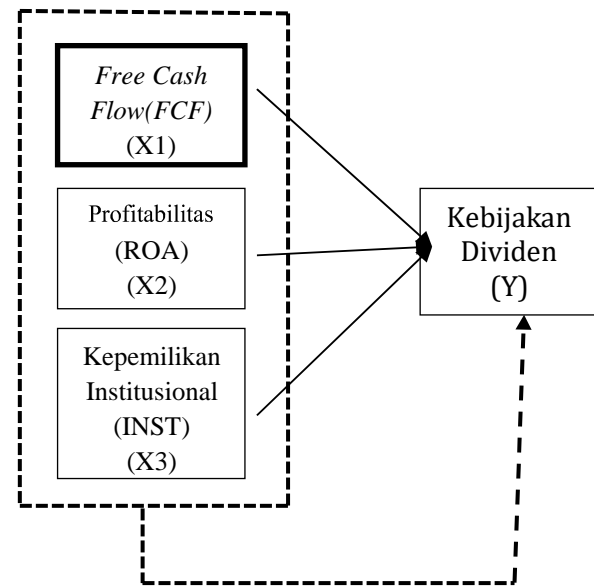 Free Cash
Flow(FCF)
(X1)
Profitabilitas
(ROA)
(X2)
Kepemilikan
Institusional
(INST)
(X3)
Kebijakan
Dividen
(Y)